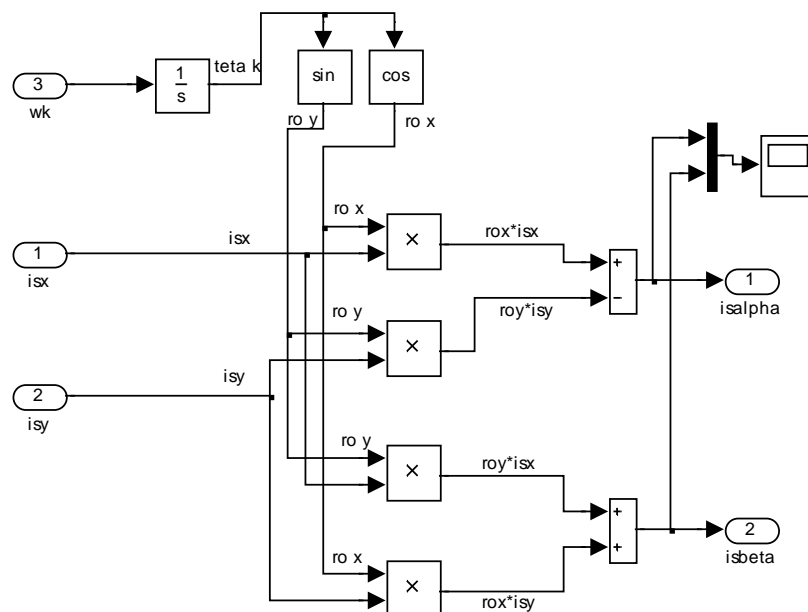 teta k
sin
cos
3
1
s
wk
ro y
ro x
ro x
×
rox*isx
isx
1
isx
+
−
1
isalpha
ro y
×
roy*isy
isy
2
isy
ro y
×
roy*isx
+
+
2
isbeta
ro x
×
rox*isy